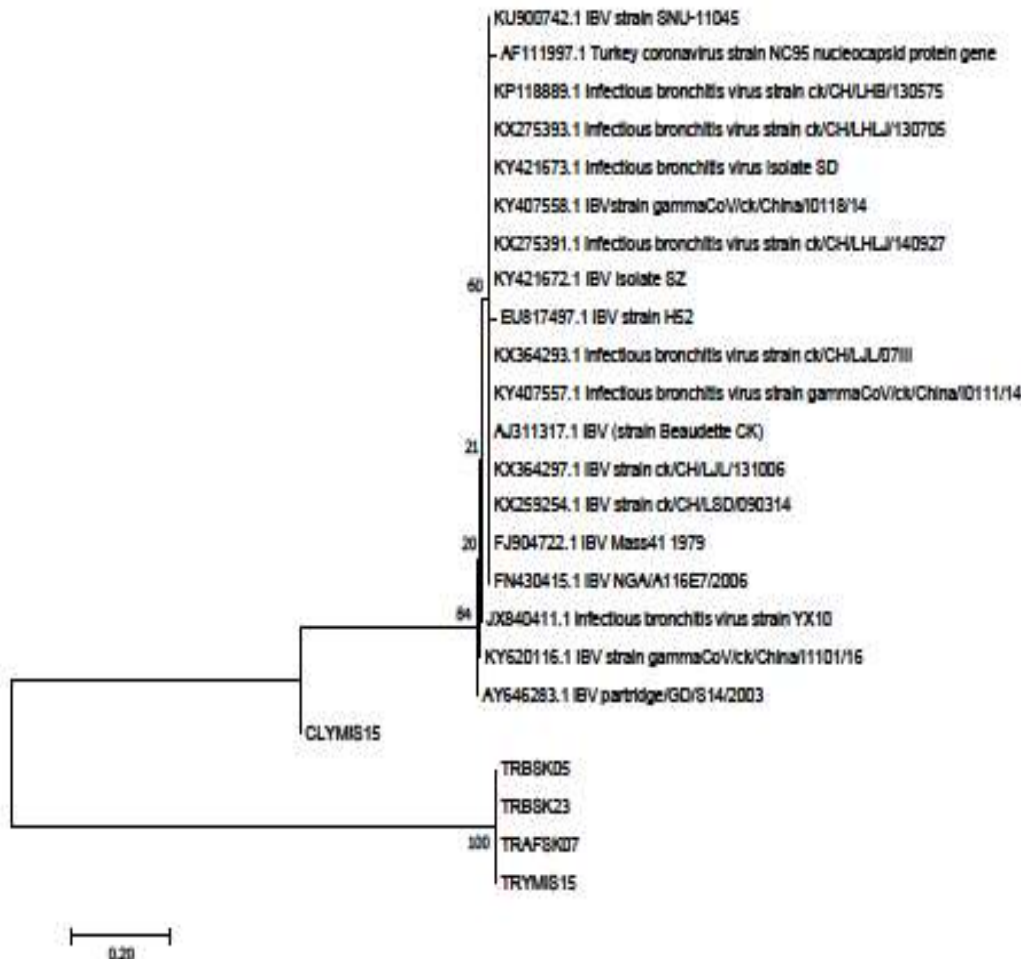 KU900742.1 IBV strain SNU-11045
AF111997.1 Turkey coronavirus strain NC95 nucleocapsid protein gene
KP118889.1 Infectious bronchitis virus strain ck/CH/LHB/130575
KX275393.1 Infectious bronchitis virus strain ck/CH/LHLJ/130705
KY421673.1 Infectious bronchitis virus isolate SD
KY407558.1 IBVstrain gammaCoV/ck/China/I0118/14
KX275391.1 Infectious bronchitis virus strain ck/CH/LHLJ/140927
KY421672.1 IBV isolate SZ
60
EU817497.1 IBV strain H52
KX364293.1 Infectious bronchitis virus strain ck/CH/LJL/07III
KY407557.1 Infectious bronchitis virus strain gammaCoV/ck/China/I0111/14
AJ311317.1 IBV (strain Beaudette CK)
21
KX364297.1 IBV strain ck/CH/LJL/131006
KX259254.1 IBV strain ck/CH/LSD/090314
20
FJ904722.1 IBV Mass41 1979
FN430415.1 IBV NGA/A116E7/2006
84
JX840411.1 Infectious bronchitis virus strain YX10
KY620116.1 IBV strain gammaCoV/ck/China/I1101/16
AY646283.1 IBV partridge/GD/S14/2003
CLYMIS15
TRBSK05
TRBSK23
100
TRAFSK07
TRYMIS15
0.20